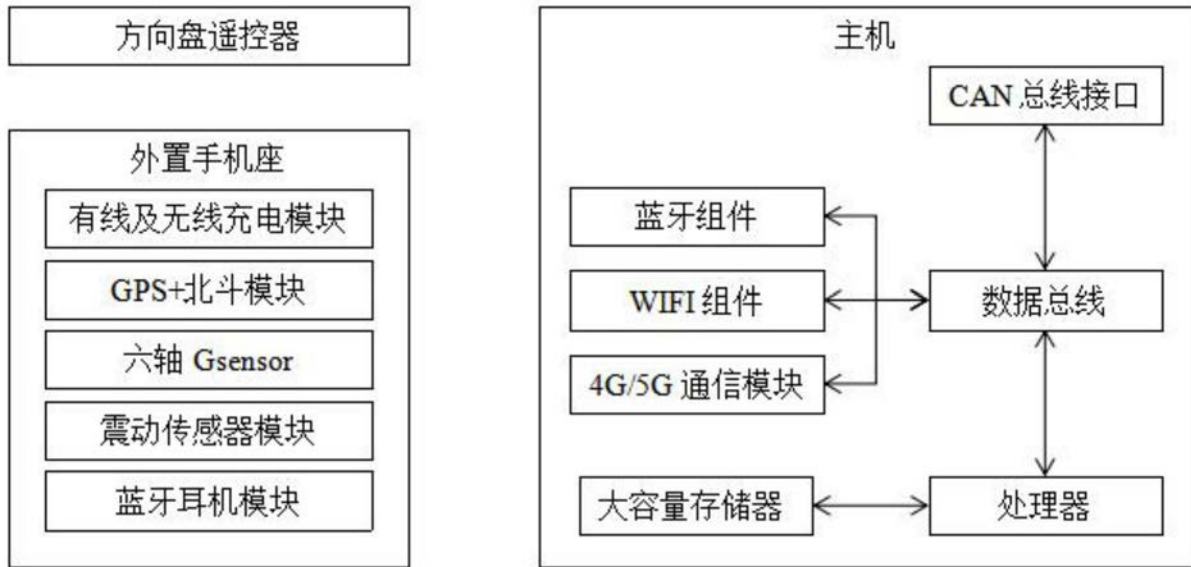 方向盘遥控器
外置手机座
有线及无线充电模块
GPS+北斗模块
六轴 Gsensor
震动传感器模块
蓝牙耳机模块
主机
CAN 总线接口
蓝牙组件
WIFI 组件
数据总线
4G/5G 通信模块
大容量存储器
处理器